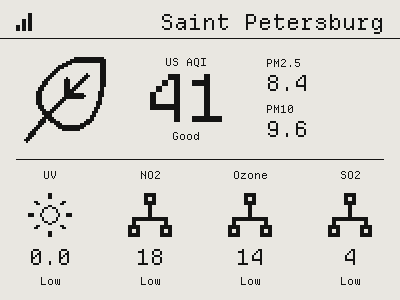 Saint Petersburg
US AQI
41
Good
PM2.5
8.4
PM10
9.6
UV NO2 Ozone SO2
0.0 18 14 4
Low Low Low Low